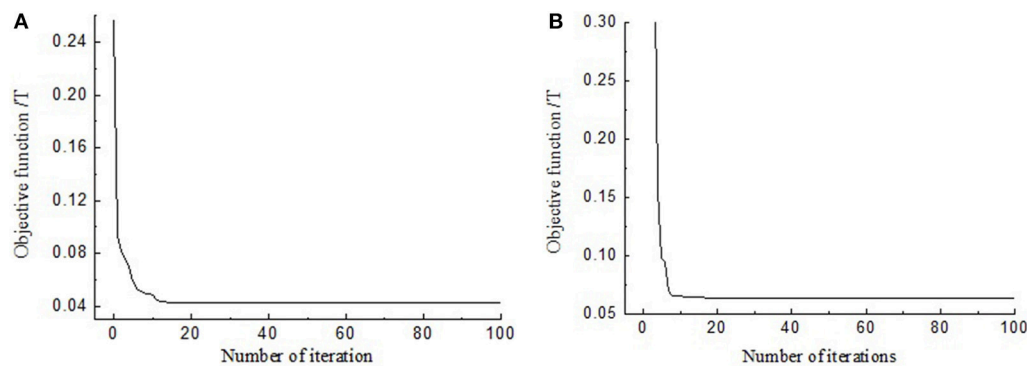 A
Objective function /T
0.24
0.20
0.16
0.12
0.08
0.04
0 20 40 60 80 100
Number of iteration
B
Objective function /T
0.30
0.25
0.20
0.15
0.10
0.05
0 20 40 60 80 100
Number of iterations